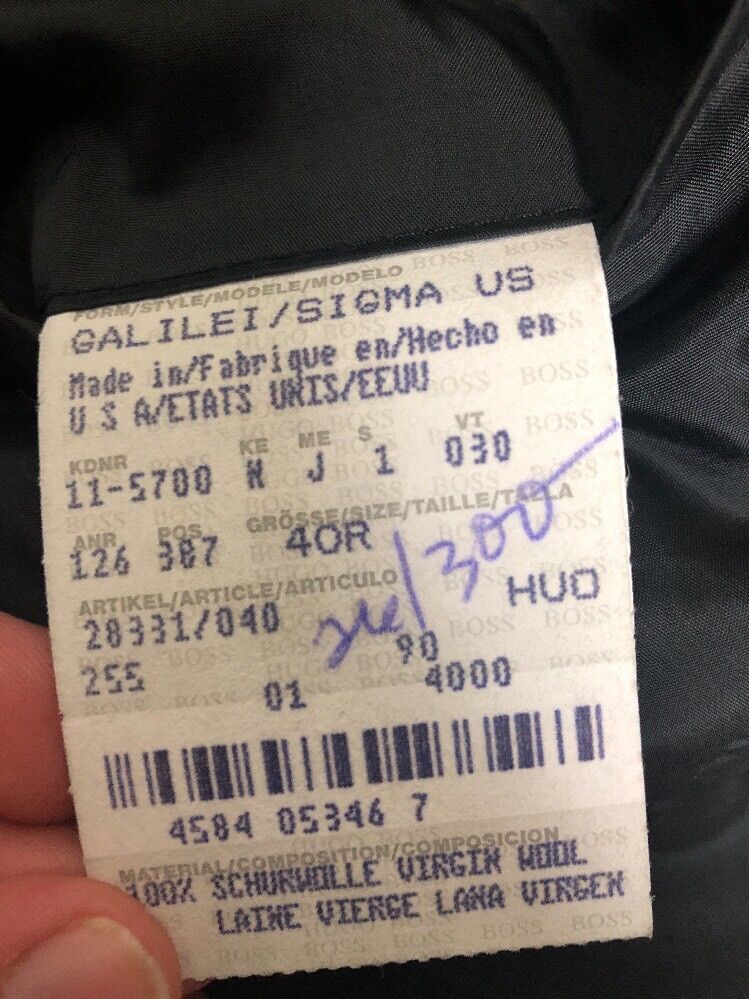 FORM/STYLE/MODELE/MODELO
GALILEI/SIGMA US
Made in/Fabrique en/Hecho en
U S A/ETATS UNIS/EEUU
KDNR KE ME S VT
11-5700 N J 1 030
ANR POS GRÖSSE/SIZE/TAILLE/TALLA
126 387 40R
300
ARTIKEL/ARTICLE/ARTICULO HUO
28331/040 90
255 01 4000
4584 05346 7
MATERIAL/COMPOSITION/COMPOSICION
100% SCHURWOLLE VIRGIN WOOL
LAINE VIERGE LANA VIRGEN